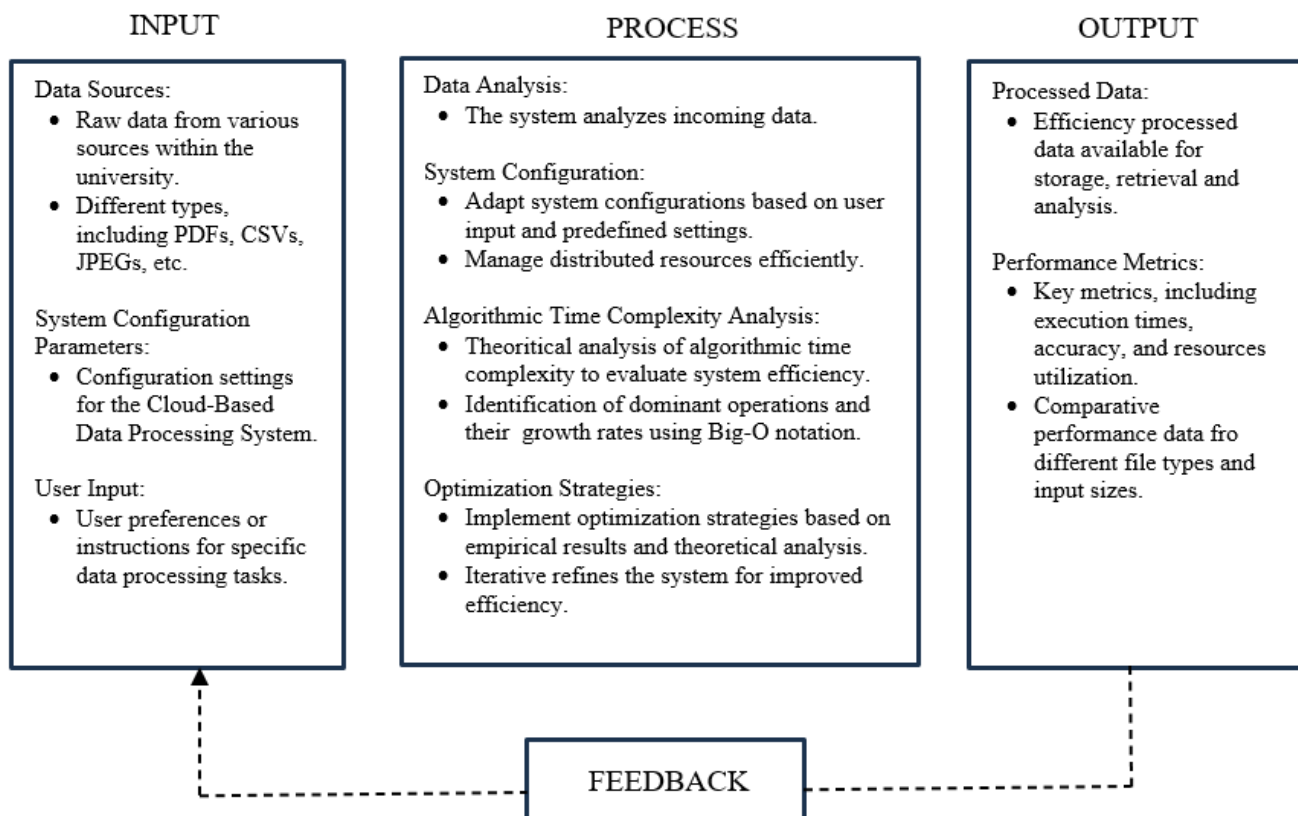 INPUT
Data Sources:
• Raw data from various
sources within the
university.
• Different types,
including PDFs, CSVs,
JPEGs, etc.
System Configuration
Parameters:
• Configuration settings
for the Cloud-Based
Data Processing System.
User Input:
• User preferences or
instructions for specific
data processing tasks.
PROCESS
Data Analysis:
• The system analyzes incoming data.
System Configuration:
• Adapt system configurations based on user
input and predefined settings.
• Manage distributed resources efficiently.
Algorithmic Time Complexity Analysis:
• Theoritical analysis of algorithmic time
complexity to evaluate system efficiency.
• Identification of dominant operations and
their growth rates using Big-O notation.
Optimization Strategies:
• Implement optimization strategies based on
empirical results and theoretical analysis.
• Iterative refines the system for improved
efficiency.
OUTPUT
Processed Data:
• Efficiency processed
data available for
storage, retrieval and
analysis.
Performance Metrics:
• Key metrics, including
execution times,
accuracy, and resources
utilization.
• Comparative
performance data fro
different file types and
input sizes.
FEEDBACK